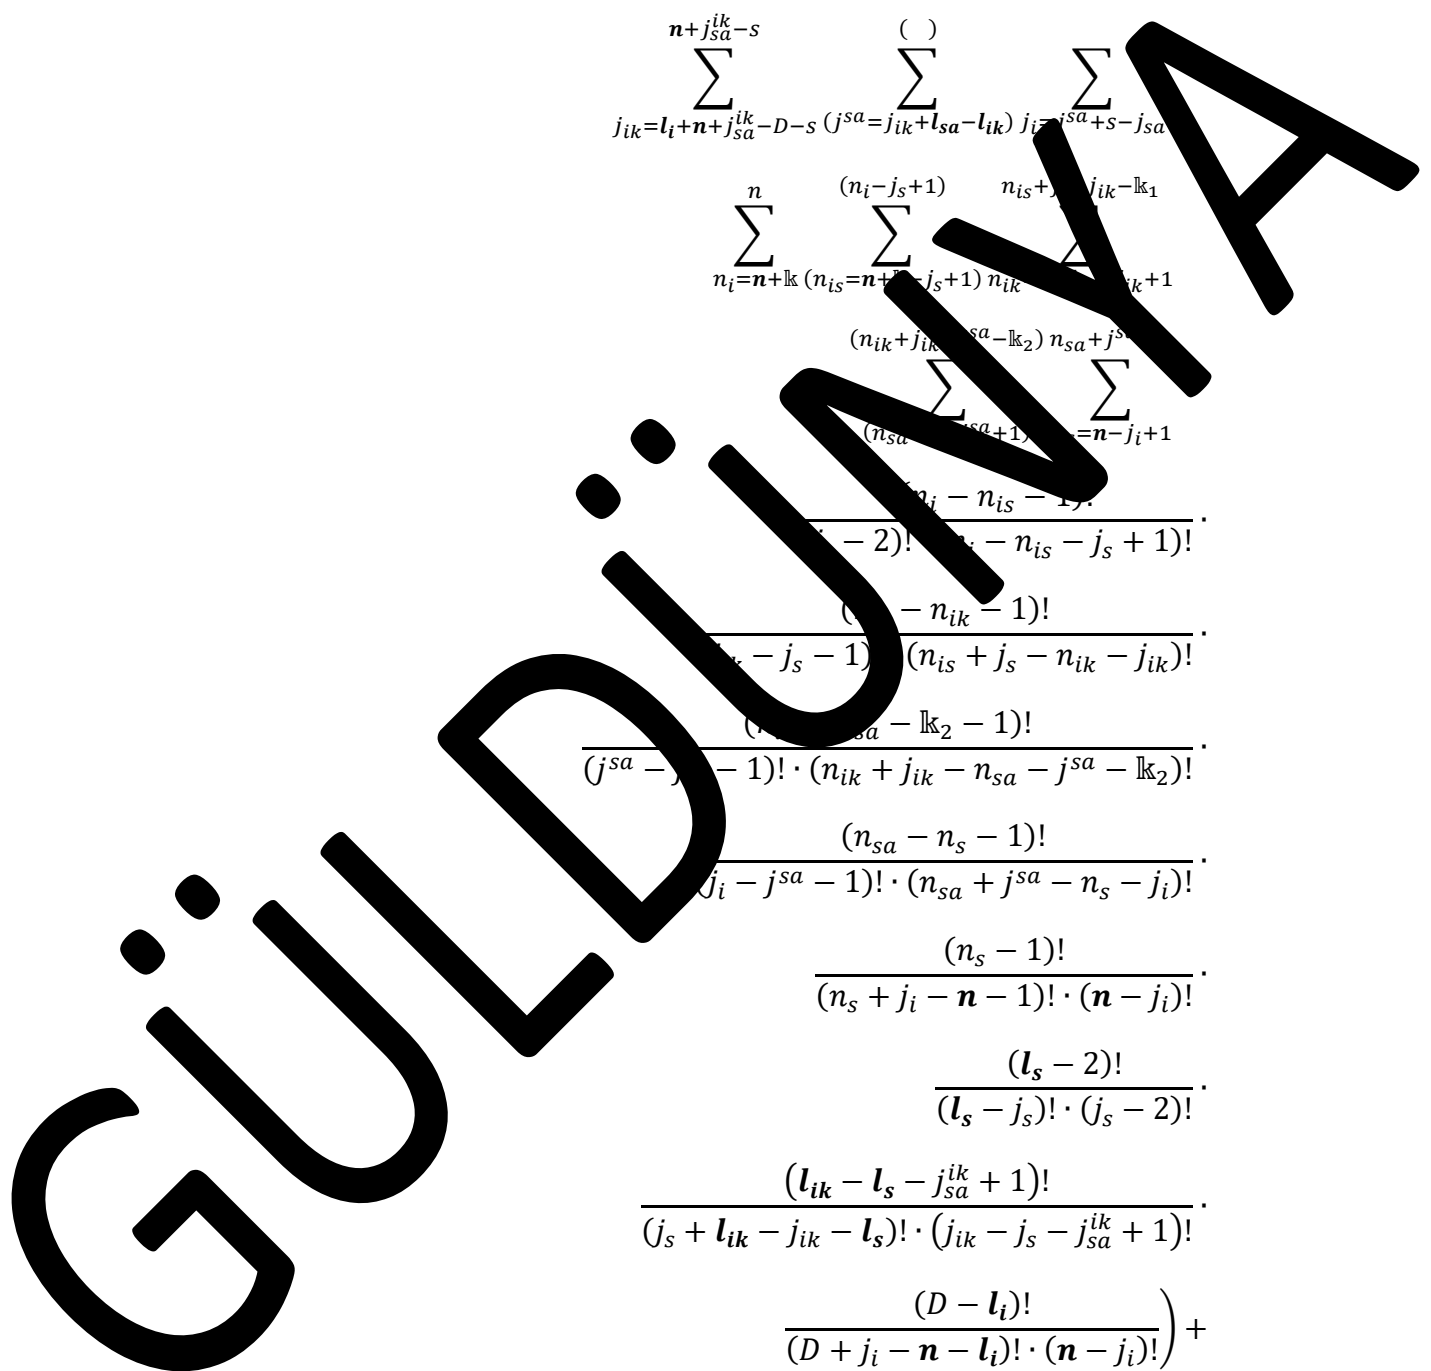 n+j_{sa}^{ik}−s ( )
∑ ∑ ∑
j_{ik}=l_i+n+j_{sa}^{ik}−D−s (j^{sa}=j_{ik}+l_{sa}−l_{ik}) j_i=j^{sa}+s−j_{sa}
n (n_i−j_s+1) n_{is}+ j_{ik}−𝕜_1
∑ ∑ ∑
n_i=n+𝕜 (n_{is}=n+ −j_s+1) n_{ik} +1
(n_{ik}+j_{ik} ^{sa}−𝕜_2) n_{sa}+j^{sa}
∑ ∑
(n_{sa} ^{sa}+1) =n−j_i+1
(n_i − n_{is} − 1)!
− 2)! − n_{is} − j_s + 1)! ·
− n_{ik} − 1)!
− j_s − 1) (n_{is} + j_s − n_{ik} − j_{ik})! ·
− 𝕜_2 − 1)!
(j^{sa} − − 1)! · (n_{ik} + j_{ik} − n_{sa} − j^{sa} − 𝕜_2)! ·
(n_{sa} − n_s − 1)!
(j_i − j^{sa} − 1)! · (n_{sa} + j^{sa} − n_s − j_i)! ·
(n_s − 1)!
(n_s + j_i − n − 1)! · (n − j_i)! ·
(l_s − 2)!
(l_s − j_s)! · (j_s − 2)! ·
(l_{ik} − l_s − j_{sa}^{ik} + 1)!
(j_s + l_{ik} − j_{ik} − l_s)! · (j_{ik} − j_s − j_{sa}^{ik} + 1)! ·
(D − l_i)!
(D + j_i − n − l_i)! · (n − j_i)! ) +
GÜLDÜNYA